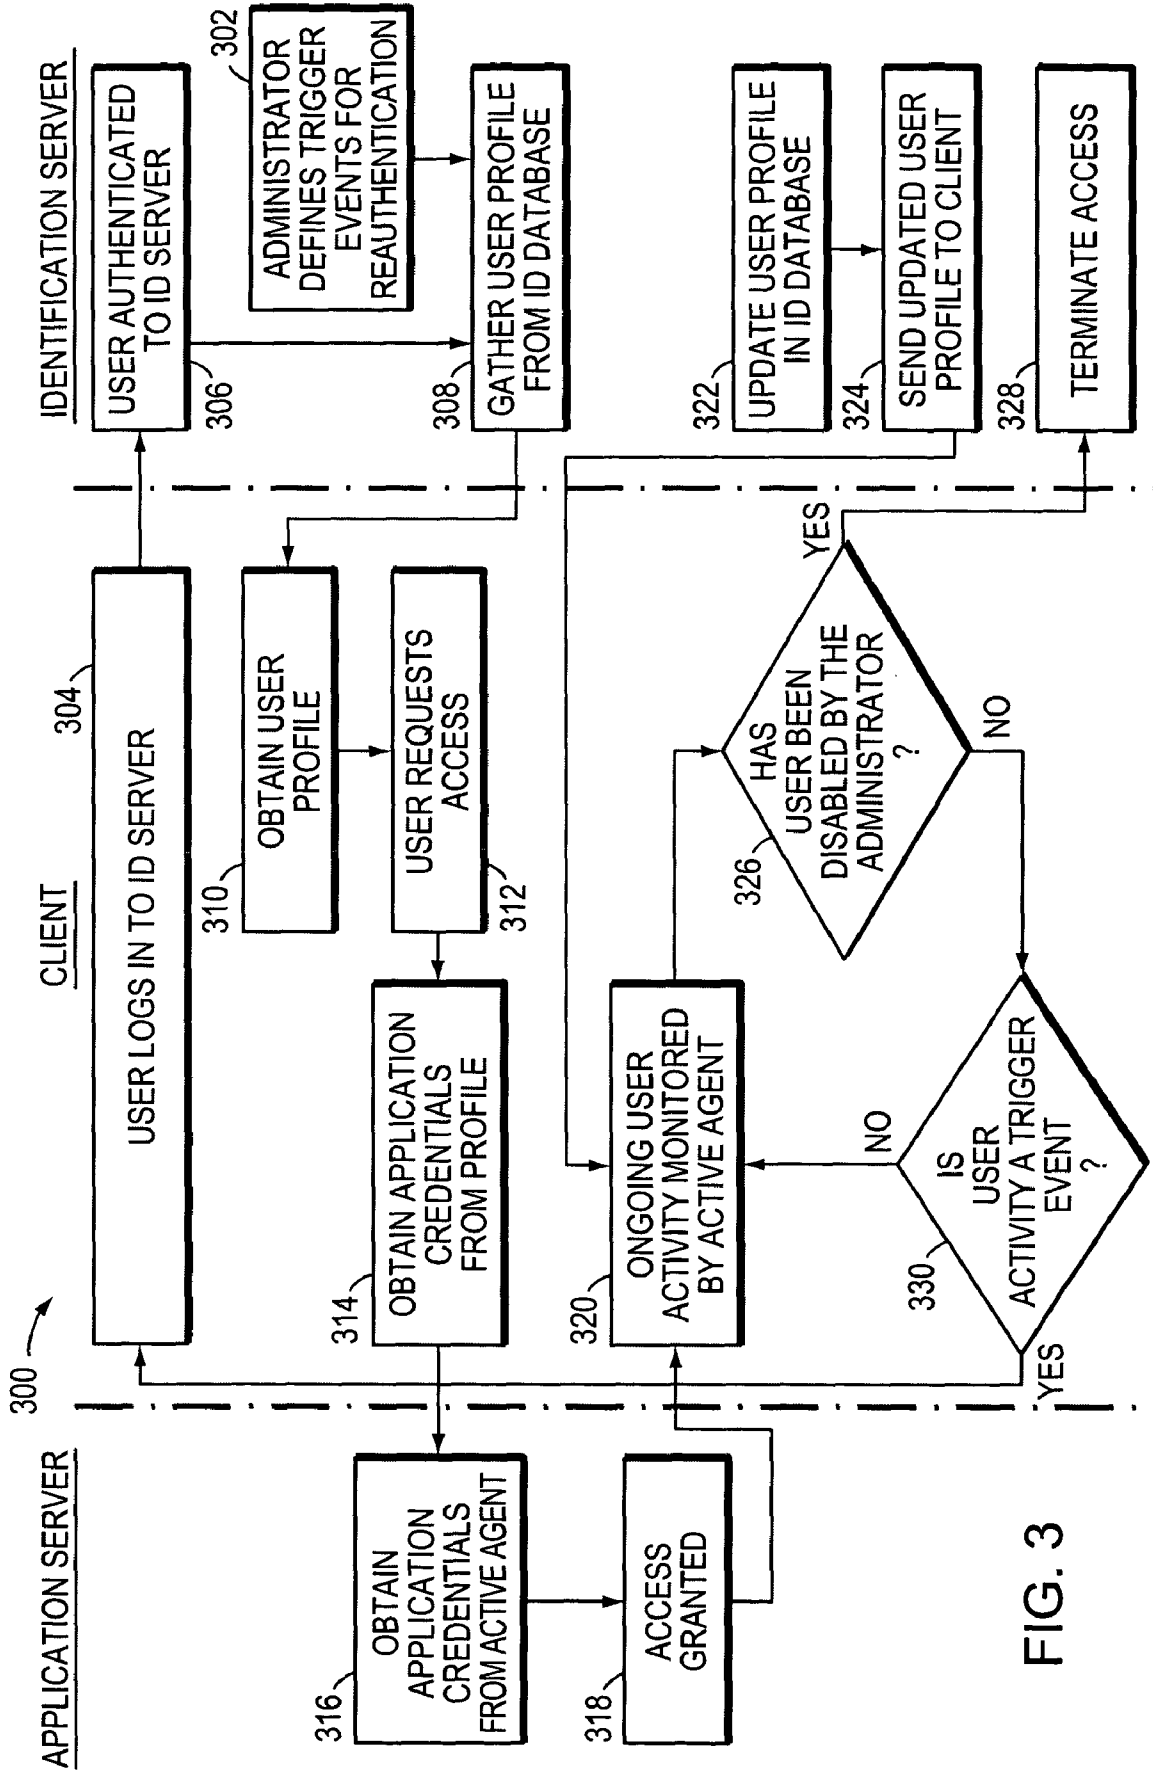 300
APPLICATION SERVER
CLIENT
IDENTIFICATION SERVER
304
USER LOGS IN TO ID SERVER
306
USER AUTHENTICATED
TO ID SERVER
302
ADMINISTRATOR
DEFINES TRIGGER
EVENTS FOR
REAUTHENTICATION
308
GATHER USER PROFILE
FROM ID DATABASE
310
OBTAIN USER
PROFILE
312
USER REQUESTS
ACCESS
314
OBTAIN APPLICATION
CREDENTIALS
FROM PROFILE
316
OBTAIN
APPLICATION
CREDENTIALS
FROM ACTIVE AGENT
318
ACCESS
GRANTED
320
ONGOING USER
ACTIVITY MONITORED
BY ACTIVE AGENT
322
UPDATE USER PROFILE
IN ID DATABASE
324
SEND UPDATED USER
PROFILE TO CLIENT
326
HAS
USER BEEN
DISABLED BY THE
ADMINISTRATOR
?
YES
NO
328
TERMINATE ACCESS
330
IS
USER
ACTIVITY A TRIGGER
EVENT
?
NO
YES
FIG. 3